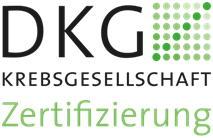 DKG
KREBSGESELLSCHAFT
Zertifizierung